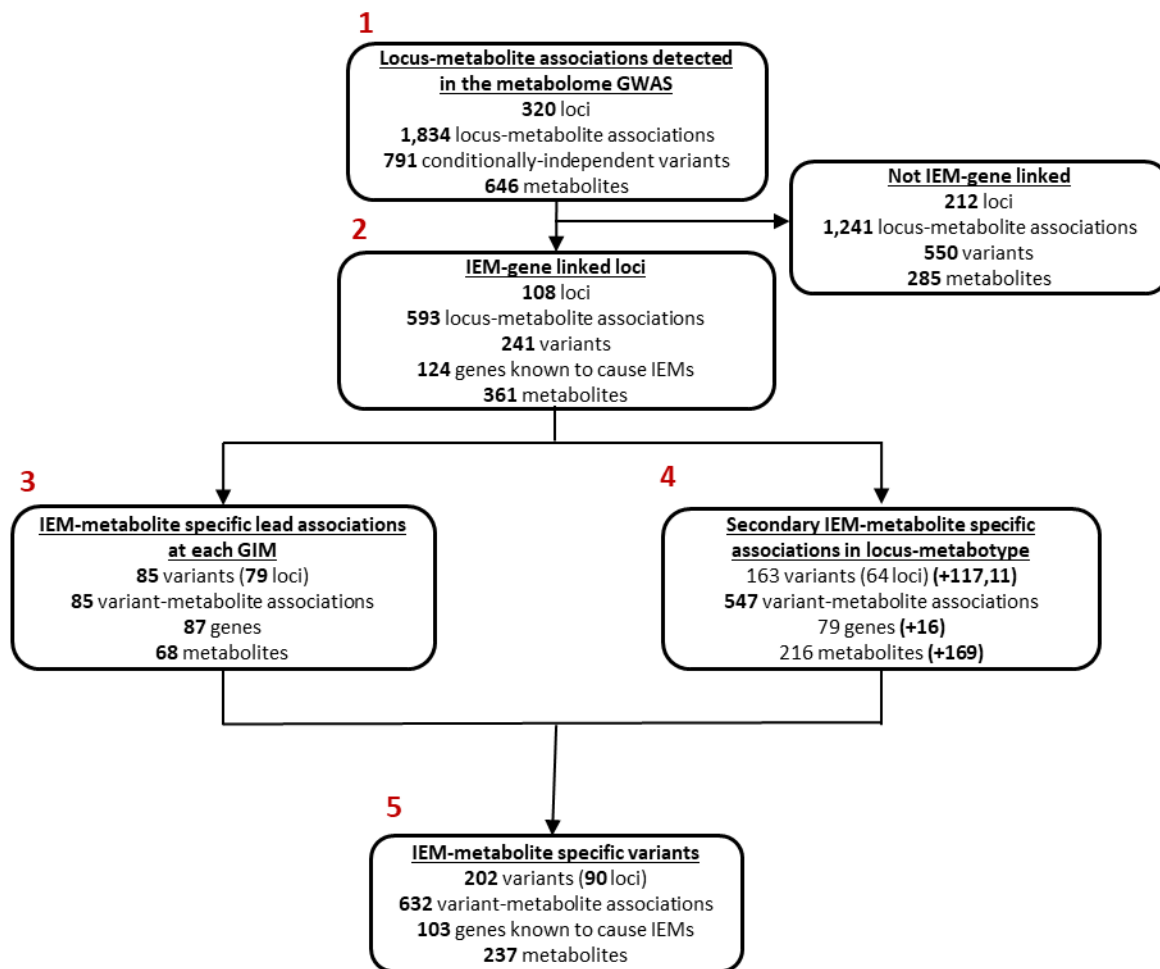 1
Locus-metabolite associations detected
in the metabolome GWAS
320 loci
1,834 locus-metabolite associations
791 conditionally-independent variants
646 metabolites
Not IEM-gene linked
212 loci
1,241 locus-metabolite associations
550 variants
285 metabolites
2
IEM-gene linked loci
108 loci
593 locus-metabolite associations
241 variants
124 genes known to cause IEMs
361 metabolites
3
IEM-metabolite specific lead associations
at each GIM
85 variants (79 loci)
85 variant-metabolite associations
87 genes
68 metabolites
4
Secondary IEM-metabolite specific
associations in locus-metabotype
163 variants (64 loci) (+117,11)
547 variant-metabolite associations
79 genes (+16)
216 metabolites (+169)
5
IEM-metabolite specific variants
202 variants (90 loci)
632 variant-metabolite associations
103 genes known to cause IEMs
237 metabolites